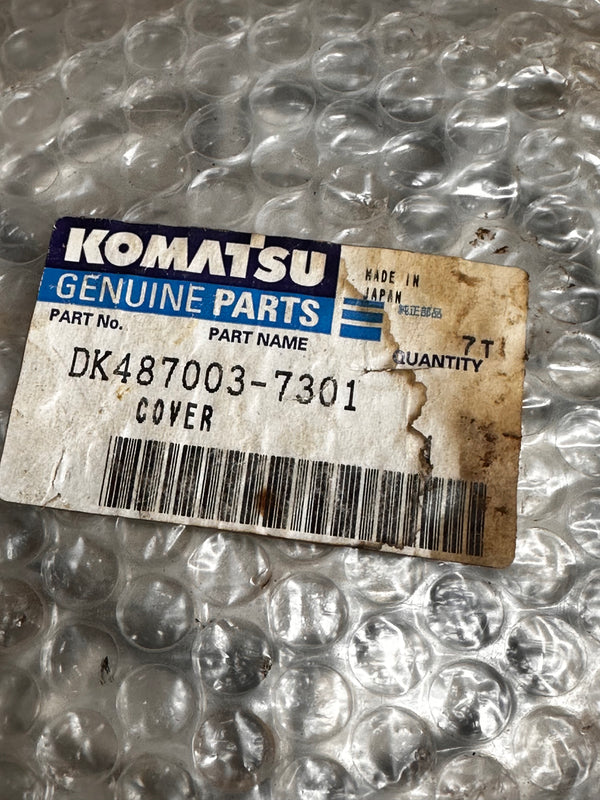 KOMATSU
GENUINE PARTS
MADE IN
JAPAN
純正部品
PART No.
PART NAME
QUANTITY
7T
DK487003-7301
COVER